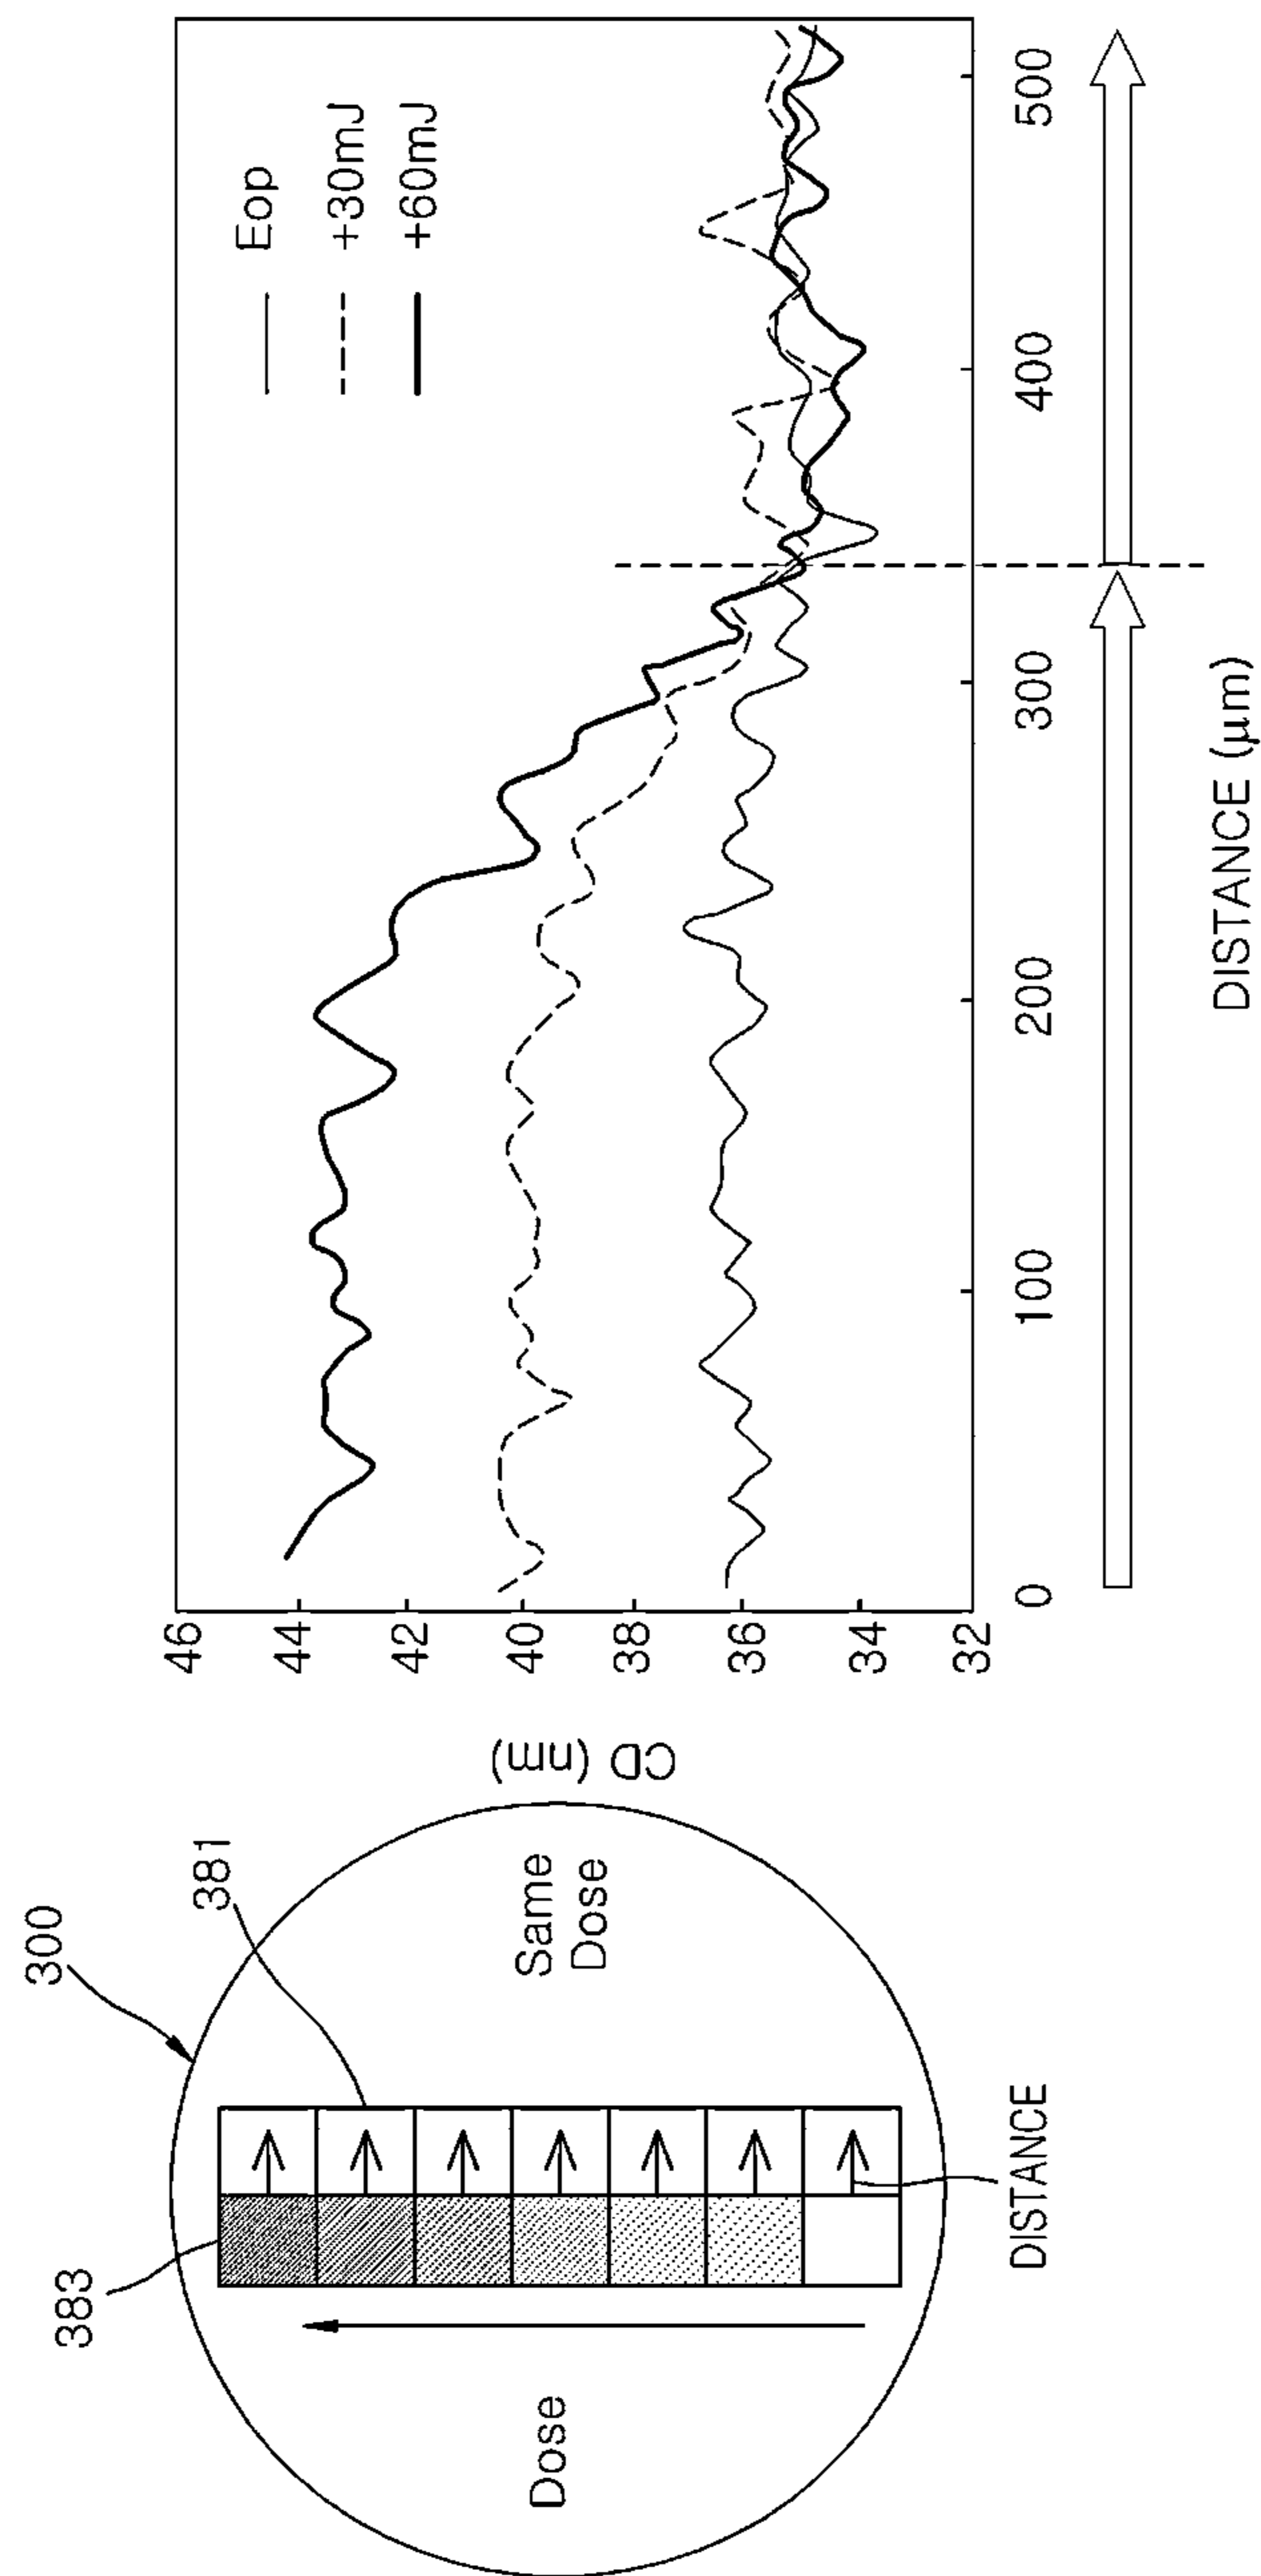 300
383
381
Dose
Same
Dose
DISTANCE
CD (nm)
46
44
42
40
38
36
34
32
Eop
+30mJ
+60mJ
0
100
200
300
400
500
DISTANCE (μm)